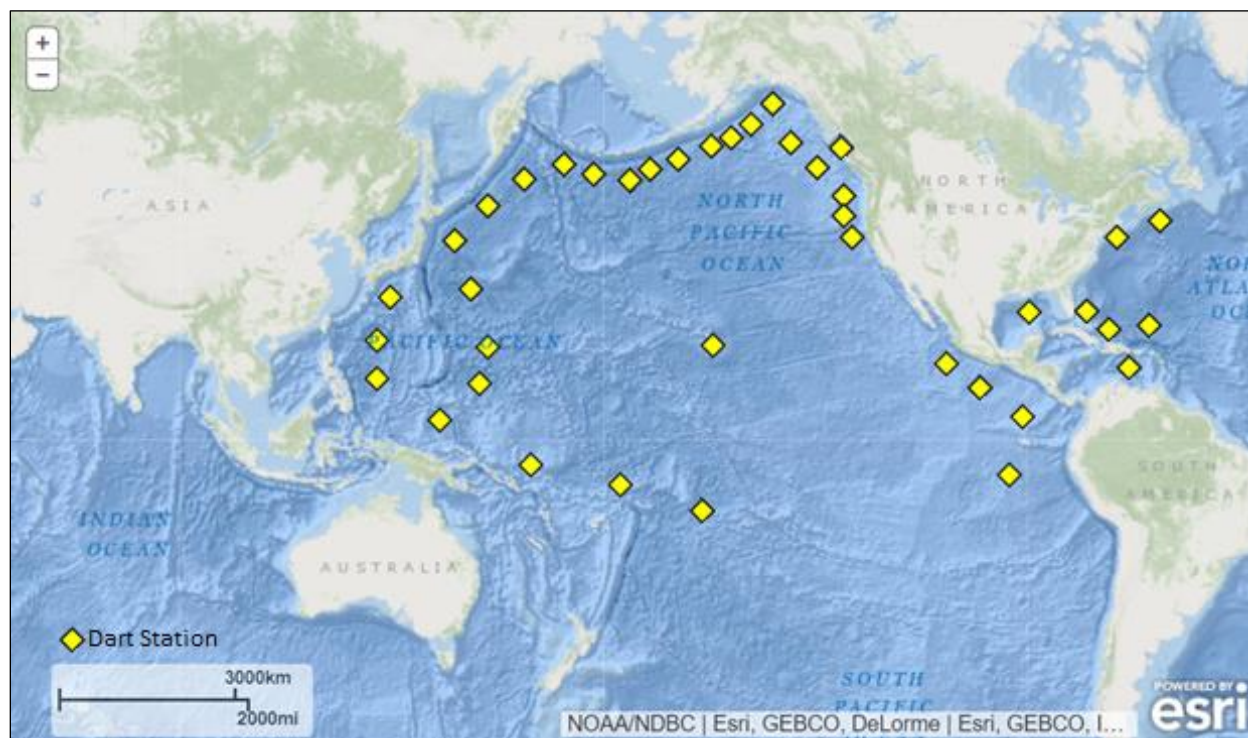 +
−
ASIA
NORTH
PACIFIC
OCEAN
NORTH
AMERICA
NOR
ATLA
OC
PACIFIC OCEAN
SOUTH
AMERICA
INDIAN
OCEAN
AUSTRALIA
Dart Station
3000km
2000mi
SOUTH
PACIFIC
POWERED BY
esri
NOAA/NDBC | Esri, GEBCO, DeLorme | Esri, GEBCO, I...